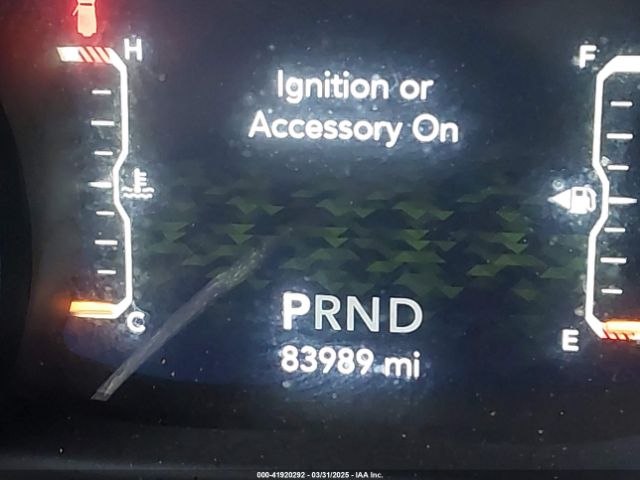 H
F
Ignition or
Accessory On
PRND
C
E
83989 mi
000-41920292 - 03/31/2025 - IAA Inc.